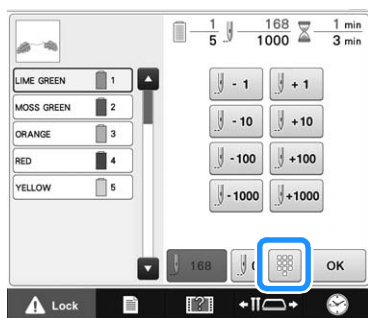 1/5 168/1000 1 min/3 min
LIME GREEN 1
MOSS GREEN 2
ORANGE 3
RED 4
YELLOW 5
- 1 + 1
- 10 +10
-100 +100
-1000 +1000
168 OK
Lock ?